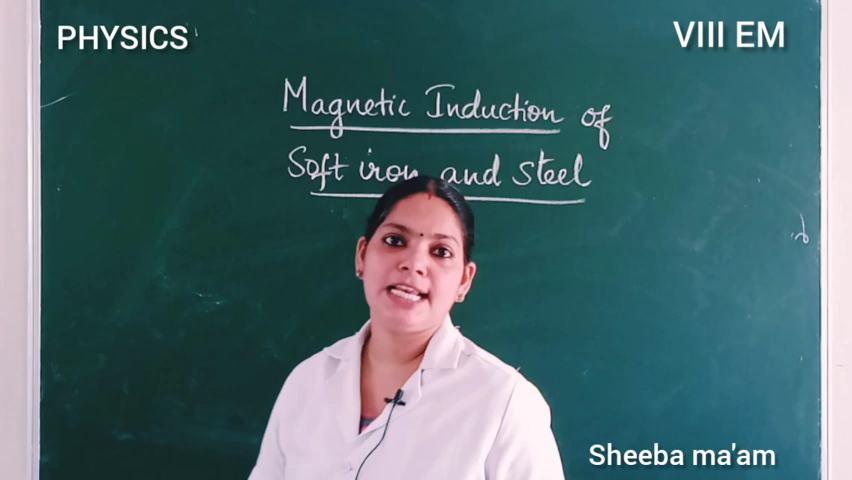 PHYSICS
VIII EM
Magnetic Induction of
Soft iron and steel
Sheeba ma'am